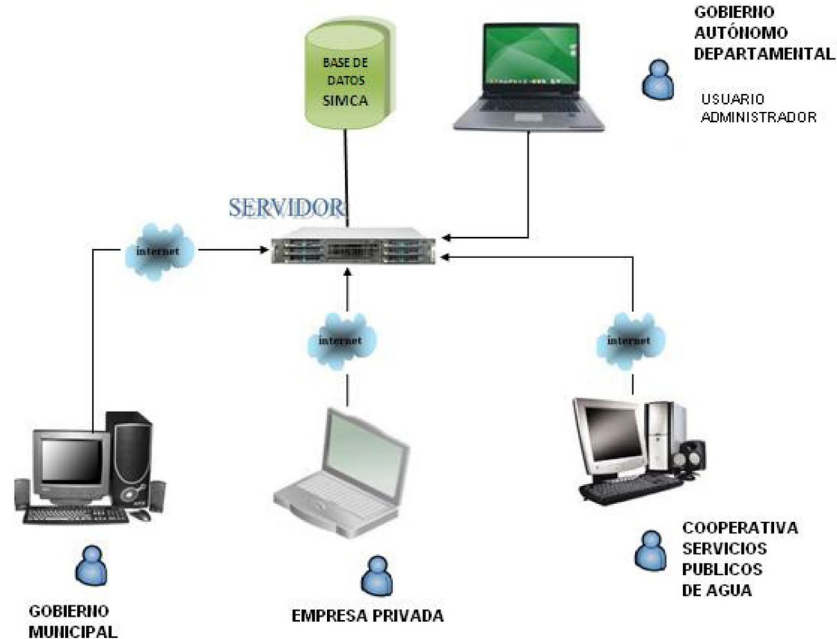 GOBIERNO
AUTÓNOMO
DEPARTAMENTAL
USUARIO
ADMINISTRADOR
BASE DE
DATOS
SIMCA
SERVIDOR
internet
internet
internet
GOBIERNO
MUNICIPAL
EMPRESA PRIVADA
COOPERATIVA
SERVICIOS
PUBLICOS
DE AGUA